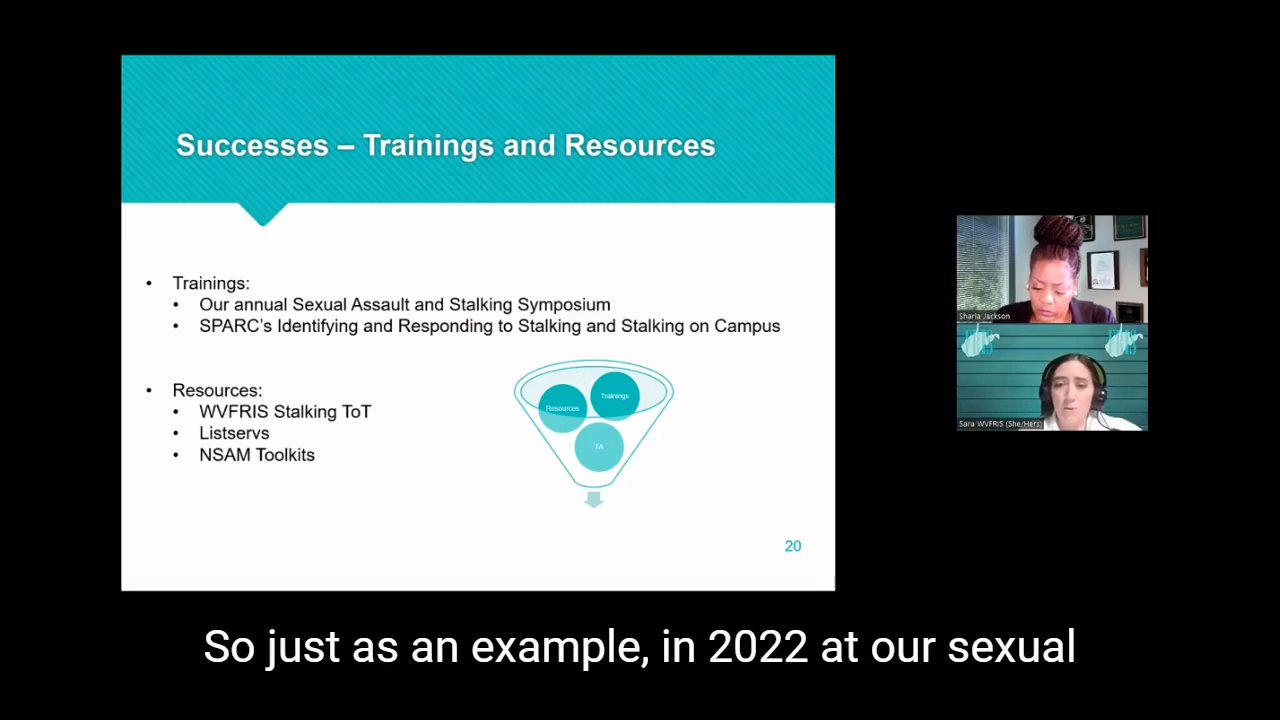 Successes – Trainings and Resources
• Trainings:
• Our annual Sexual Assault and Stalking Symposium
• SPARC's Identifying and Responding to Stalking and Stalking on Campus
• Resources:
• WVFRIS Stalking ToT
• Listservs
• NSAM Toolkits
Resources
Trainings
TA
20
Sharla Jackson
Sara WVFRIS (She/Hers)
So just as an example, in 2022 at our sexual